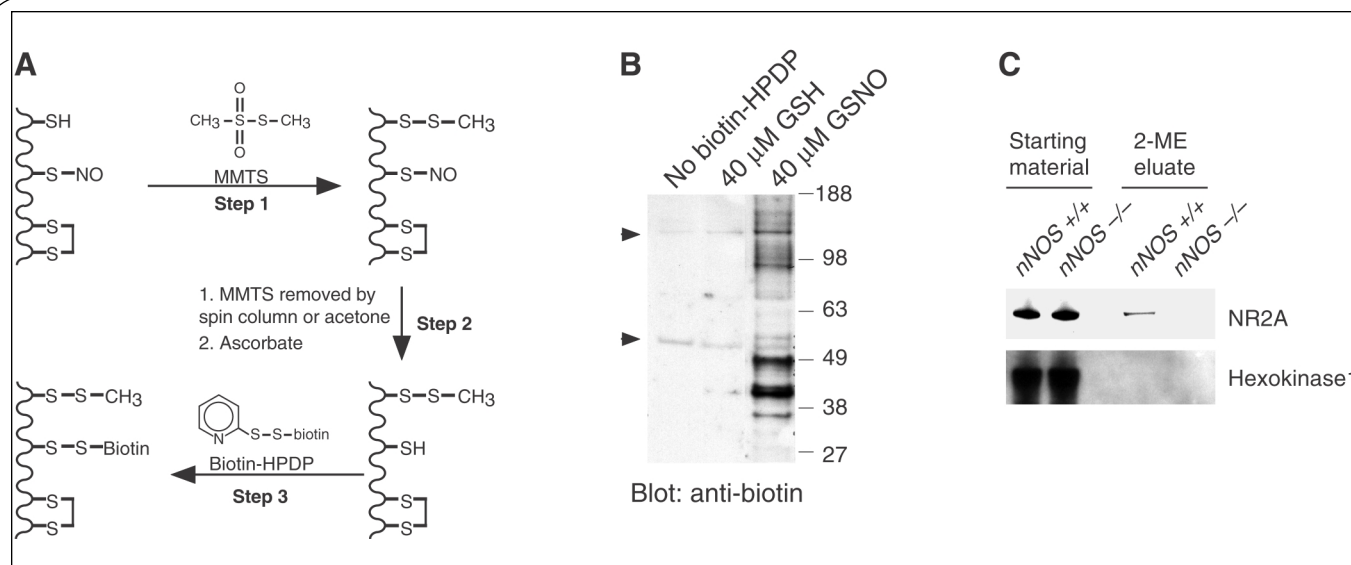 A
SH
S–NO
S
S
O
CH3–S–S–CH3
O
MMTS
Step 1
S–S–CH3
S–NO
S
S
1. MMTS removed by
spin column or acetone
2. Ascorbate
Step 2
S–S–CH3
SH
S
S
N
S–S–biotin
Biotin-HPDP
Step 3
S–S–CH3
S–S–Biotin
S
S
B
No biotin-HPDP
40 μM GSH
40 μM GSNO
188
98
63
49
38
27
Blot: anti-biotin
C
Starting
material
2-ME
eluate
nNOS +/+
nNOS –/–
nNOS +/+
nNOS –/–
NR2A
Hexokinase